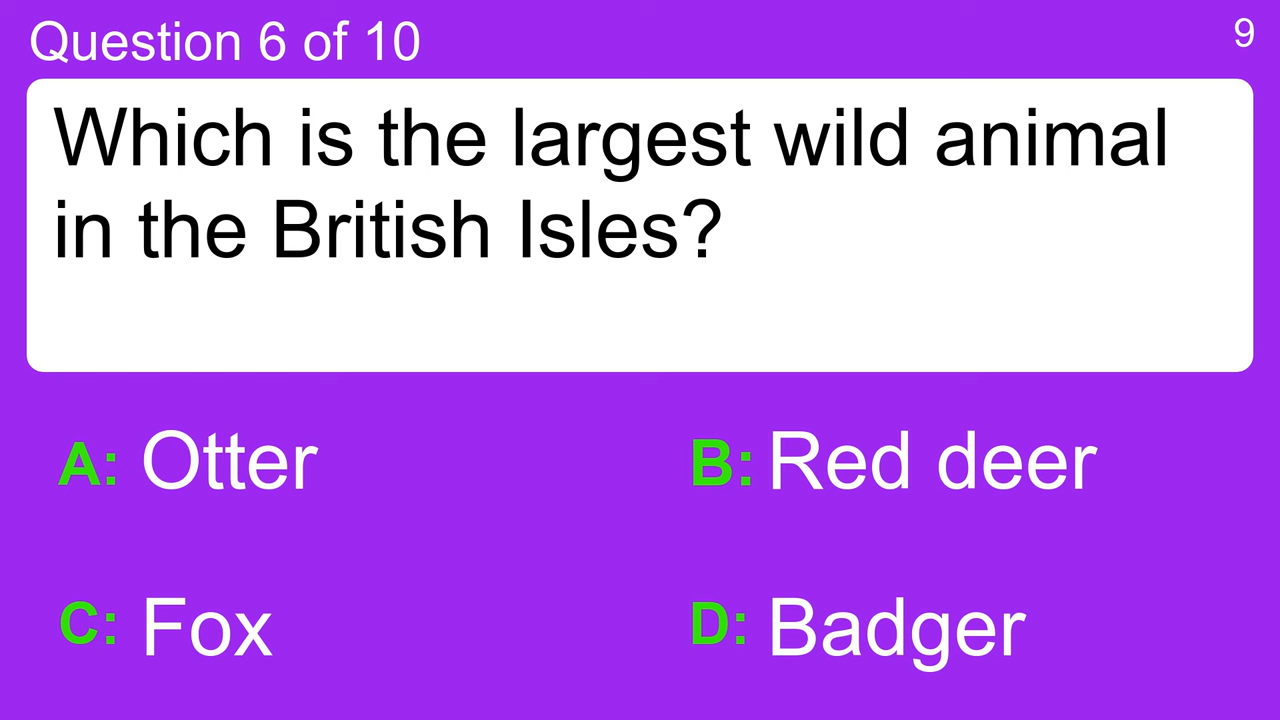 Question 6 of 10
9
Which is the largest wild animal
in the British Isles?
A: Otter
B: Red deer
C: Fox
D: Badger